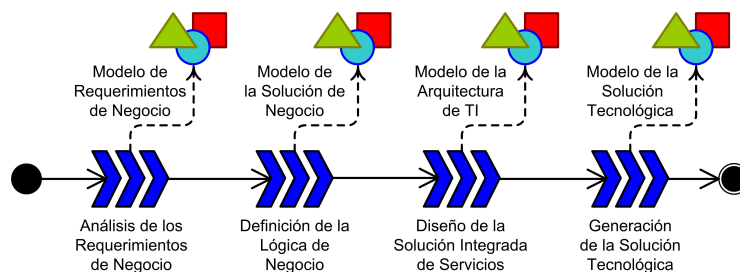 Modelo de
Requerimientos
de Negocio
Modelo de
la Solución de
Negocio
Modelo de la
Arquitectura
de TI
Modelo de la
Solución
Tecnológica
Análisis de los
Requerimientos
de Negocio
Definición de la
Lógica de
Negocio
Diseño de la
Solución Integrada
de Servicios
Generación
de la Solución
Tecnológica